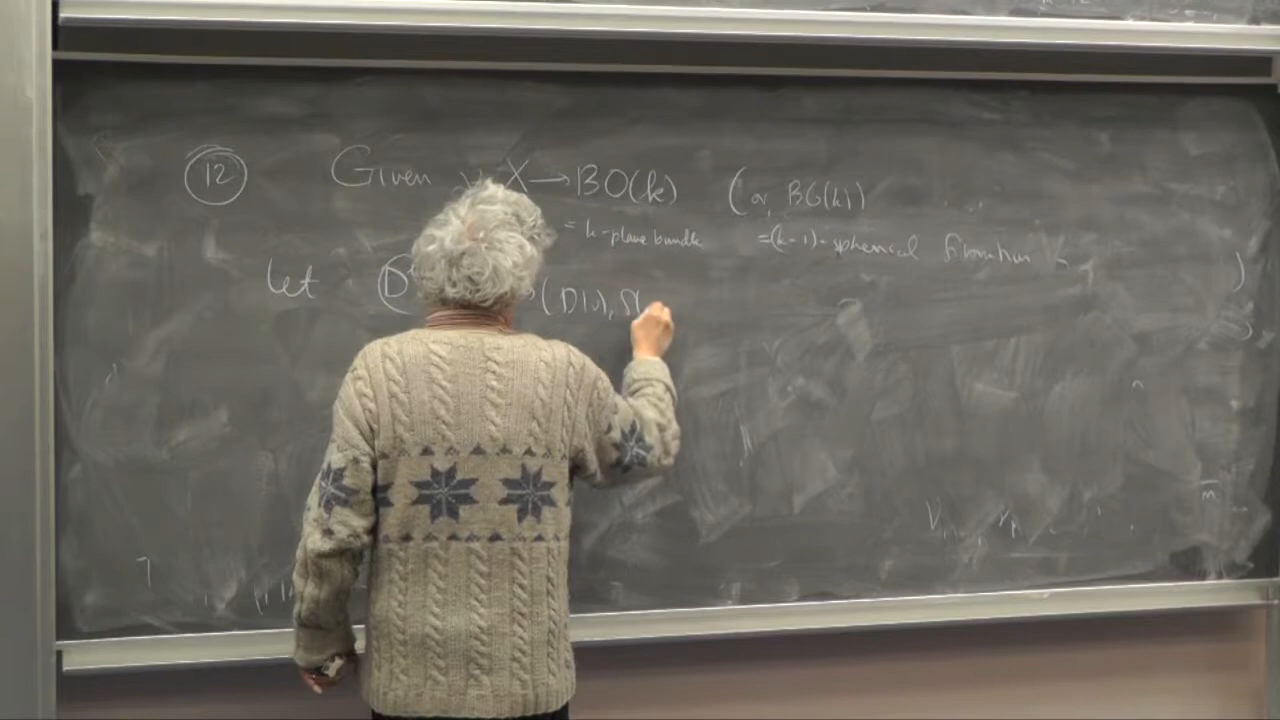 12 Given X → BO(k) (or BG(k))
= k-plane bundle =(k-1)-spherical fibration )
Let (D (D(ν), S(